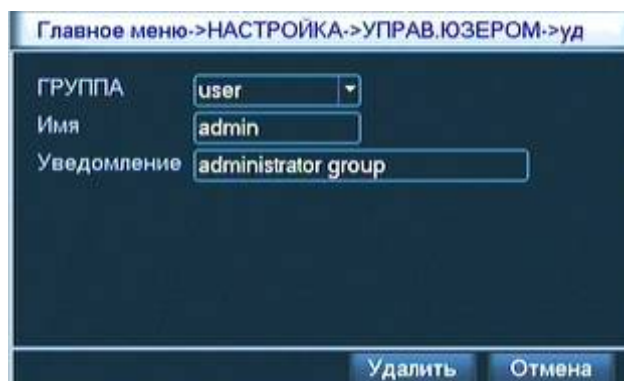 Главное меню->НАСТРОЙКА->УПРАВ.ЮЗЕРОМ->уд
ГРУППА user
Имя admin
Уведомление administrator group
Удалить Отмена